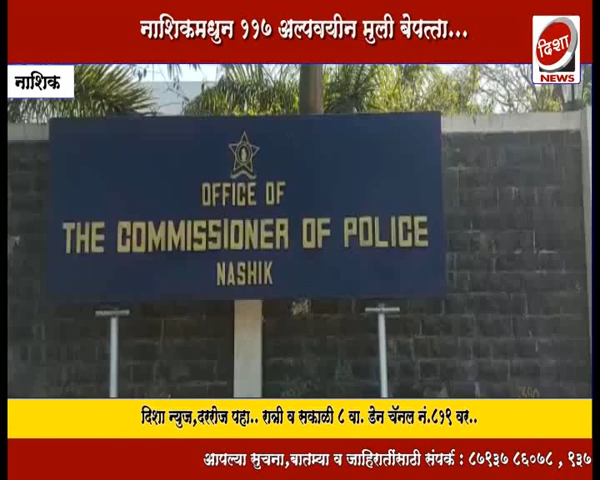 नाशिकमधुन ११७ अल्पवयीन मुली बेपत्ता...
दिशा
NEWS
नाशिक
OFFICE OF
THE COMMISSIONER OF POLICE
NASHIK
दिशा न्युज,दररोज पहा.. रात्री व सकाळी ८ वा. डेन चॅनल नं.८१९ वर..
आपल्या सुचना,बातम्या व जाहिरातींसाठी संपर्क : ८७९३७ ८६०७८ , ९३७